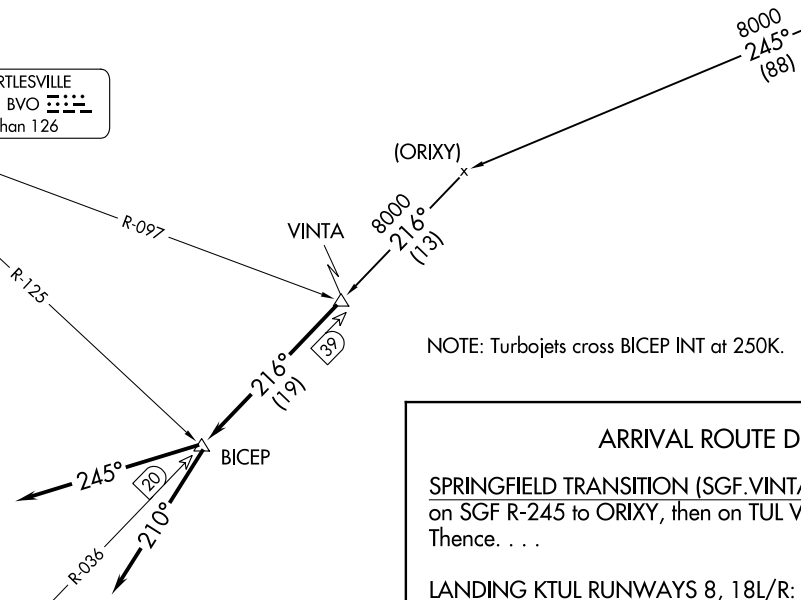 8000
245°
(88)
RTLESVILLE
BVO
han 126
(ORIXY)
8000
216°
(13)
R-097
VINTA
R-125
39
NOTE: Turbojets cross BICEP INT at 250K.
216°
(19)
BICEP
245°
20
210°
R-036
ARRIVAL ROUTE D
SPRINGFIELD TRANSITION (SGF.VINTA
on SGF R-245 to ORIXY, then on TUL V
Thence. . . .
LANDING KTUL RUNWAYS 8, 18L/R: